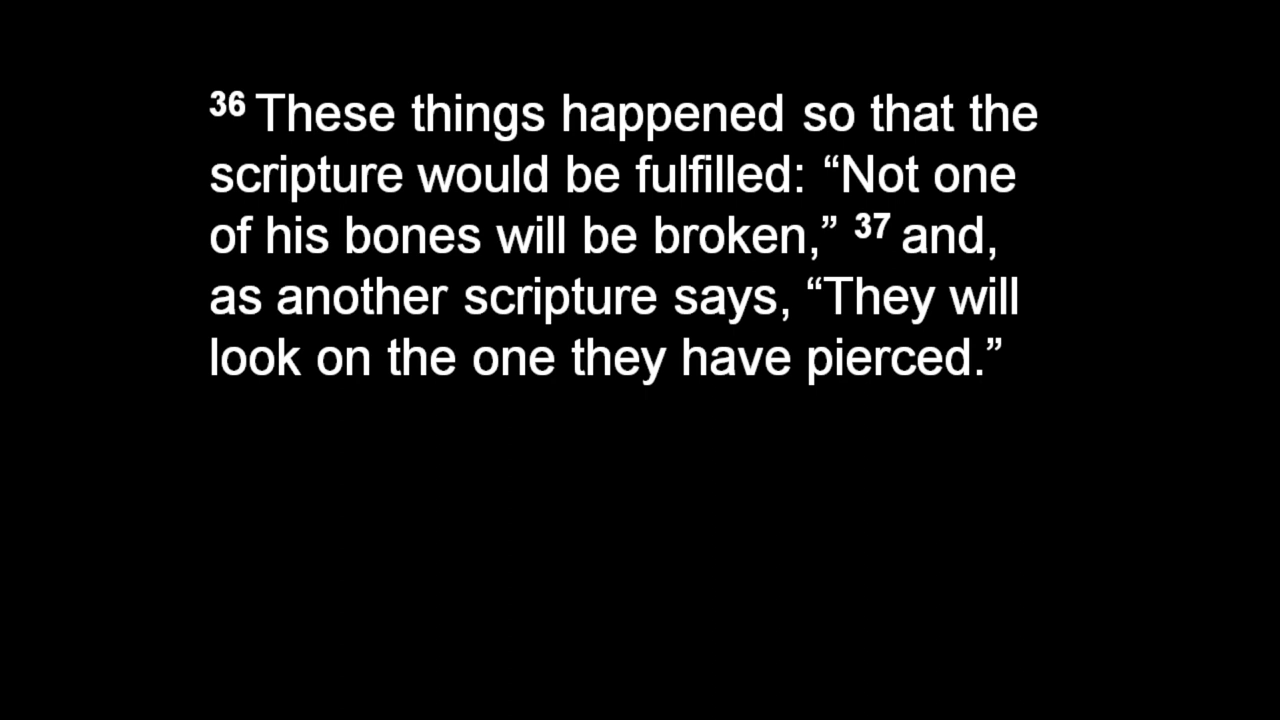 36 These things happened so that the
scripture would be fulfilled: “Not one
of his bones will be broken,” 37 and,
as another scripture says, “They will
look on the one they have pierced.”